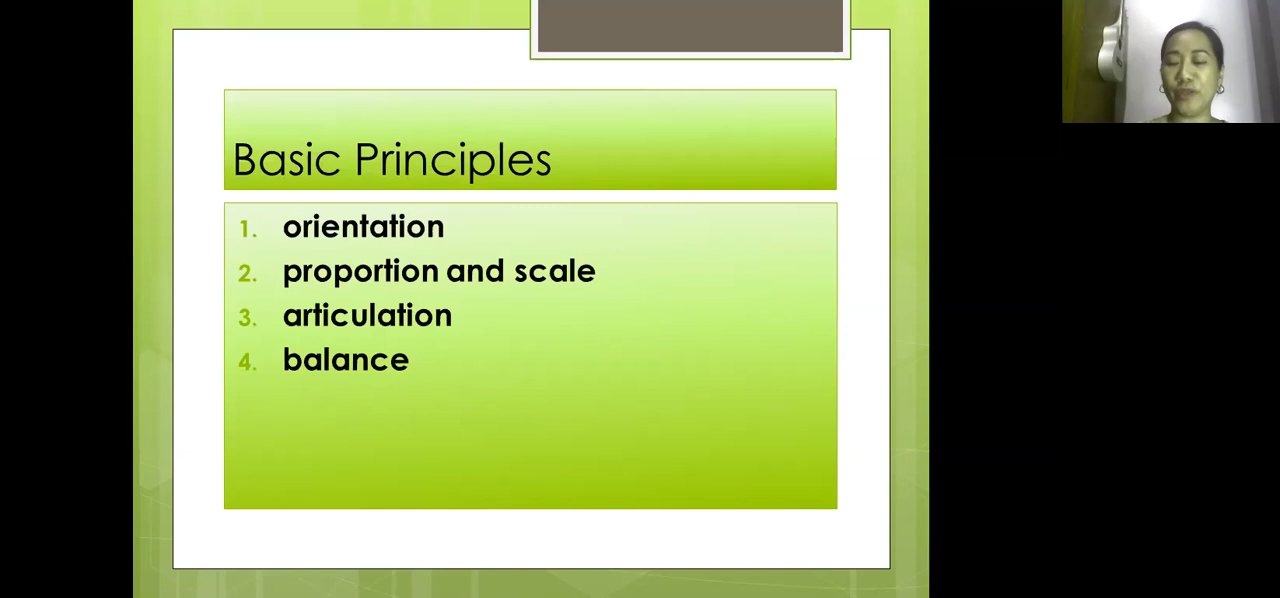 Basic Principles
1. orientation
2. proportion and scale
3. articulation
4. balance